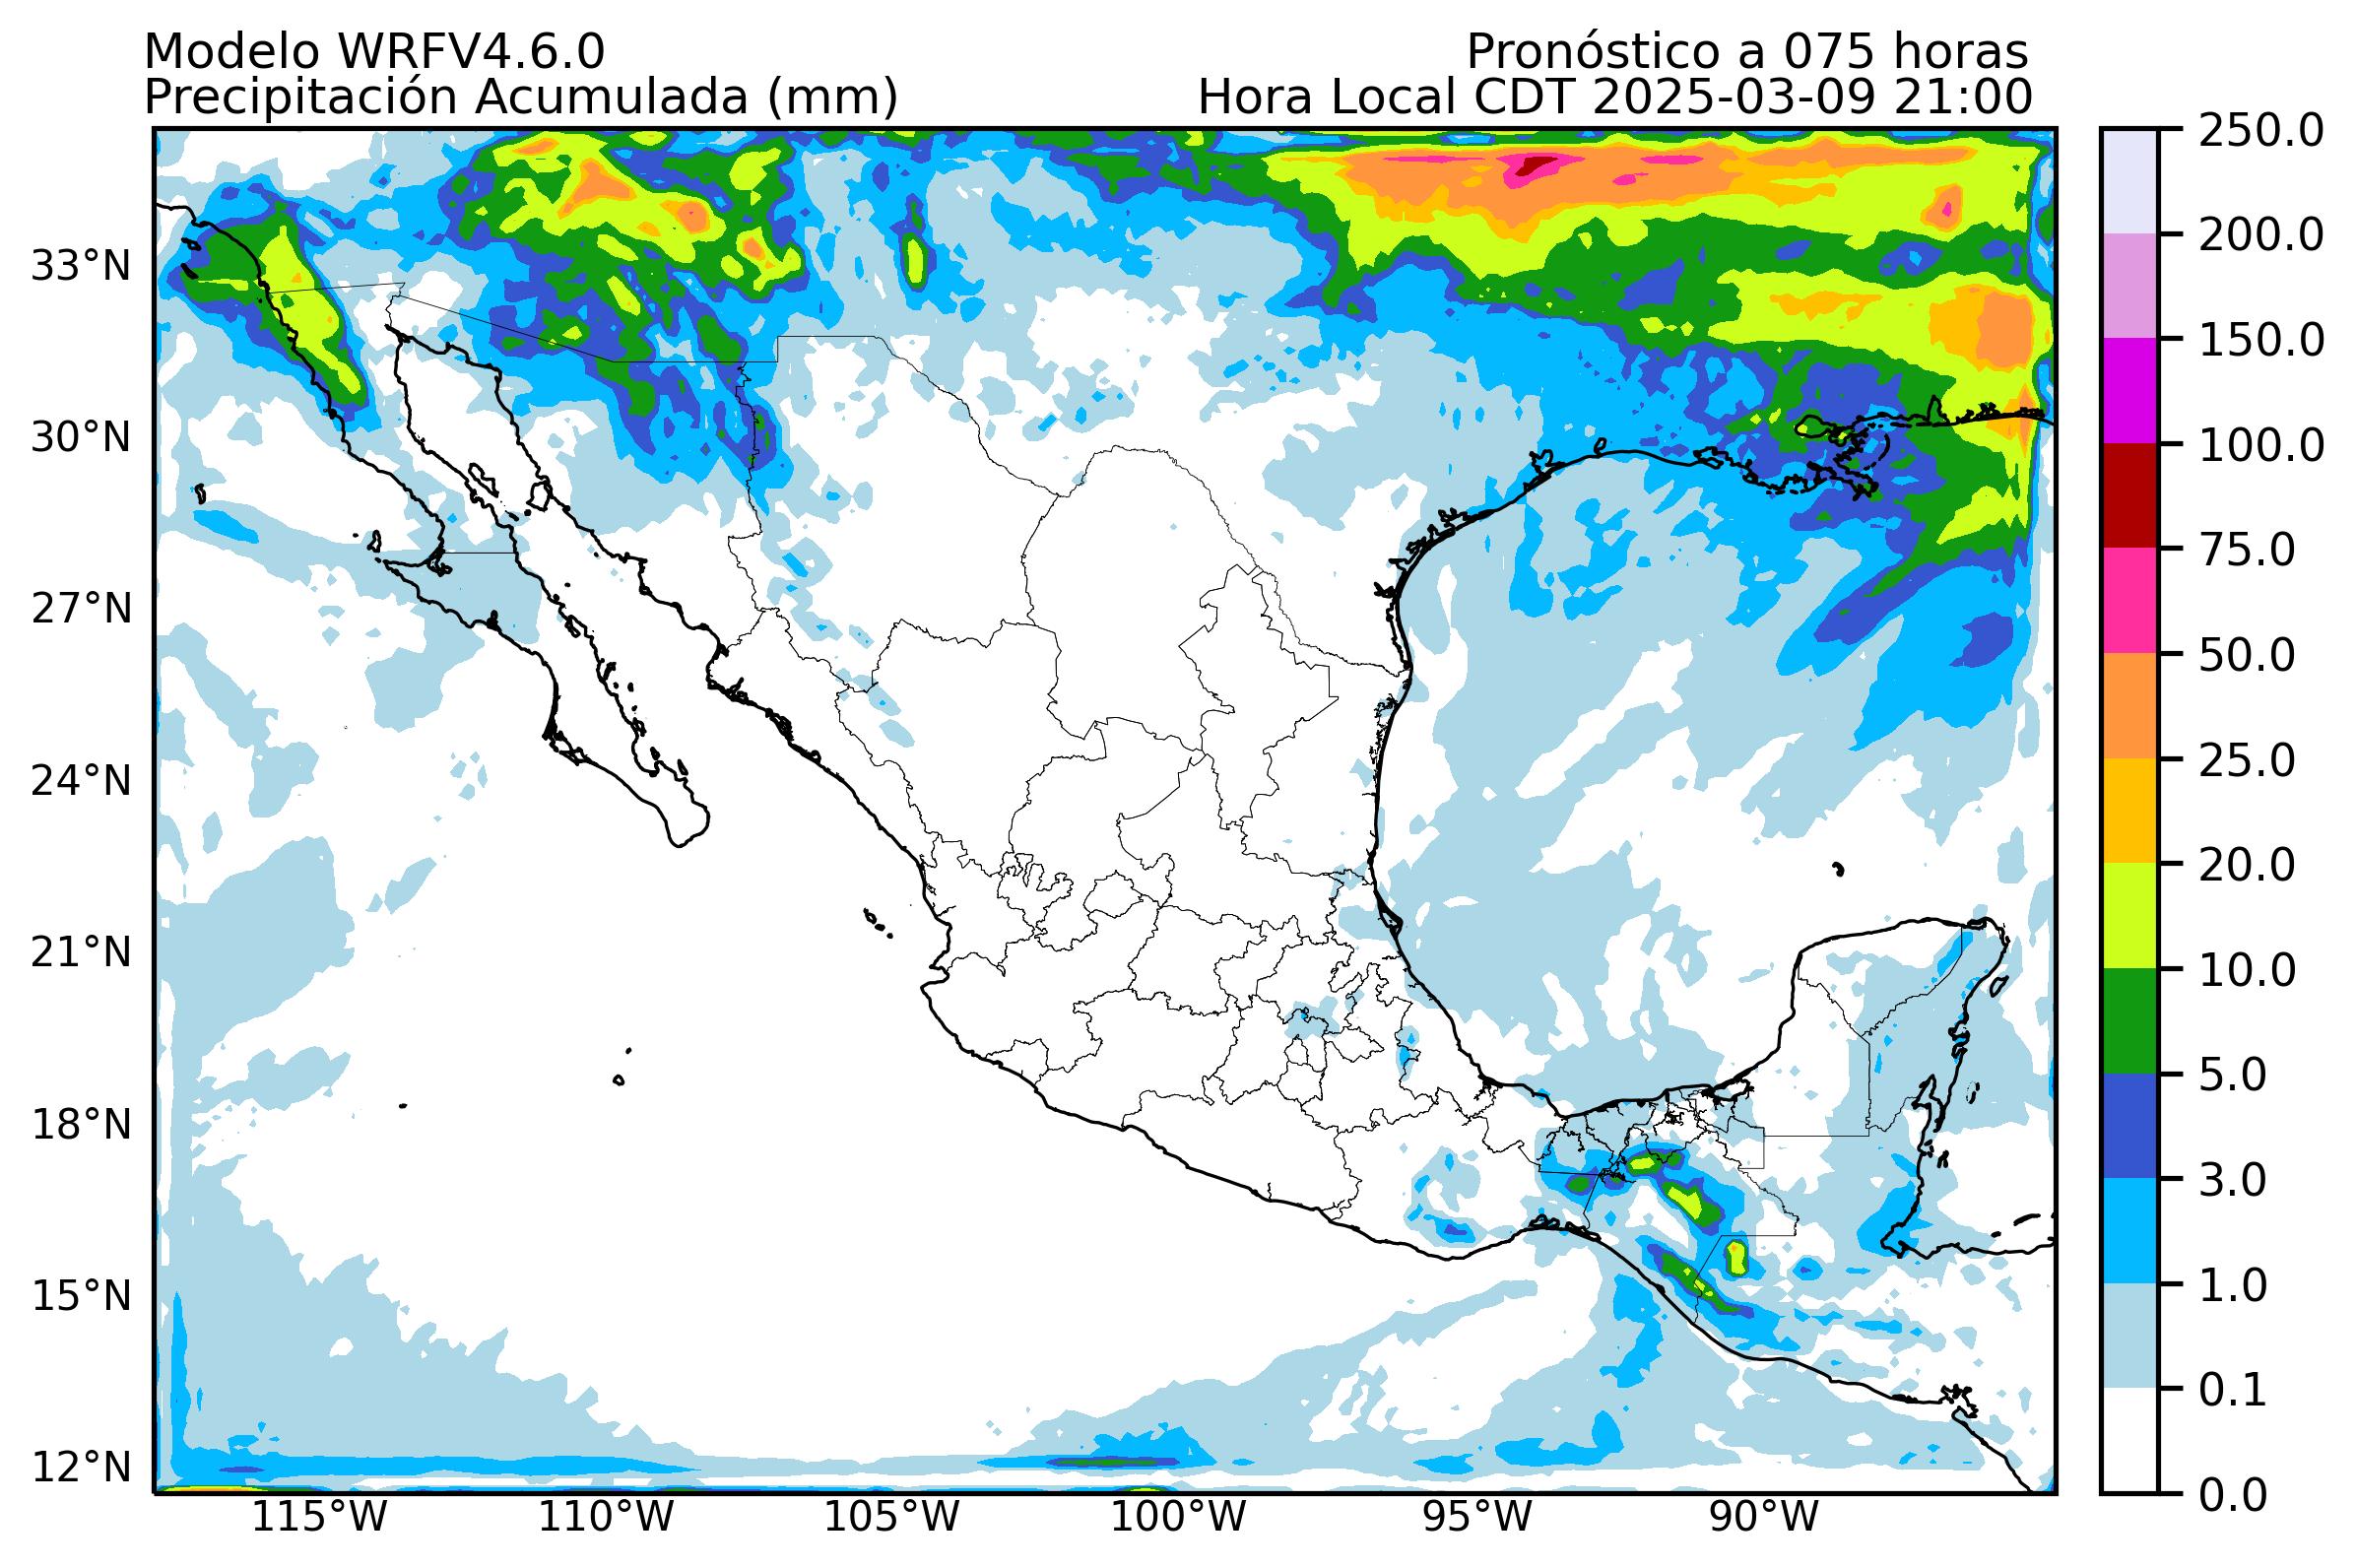 Modelo WRFV4.6.0
Pronóstico a 075 horas
Precipitación Acumulada (mm)
Hora Local CDT 2025-03-09 21:00
33°N
30°N
27°N
24°N
21°N
18°N
15°N
12°N
115°W
110°W
105°W
100°W
95°W
90°W
250.0
200.0
150.0
100.0
75.0
50.0
25.0
20.0
10.0
5.0
3.0
1.0
0.1
0.0